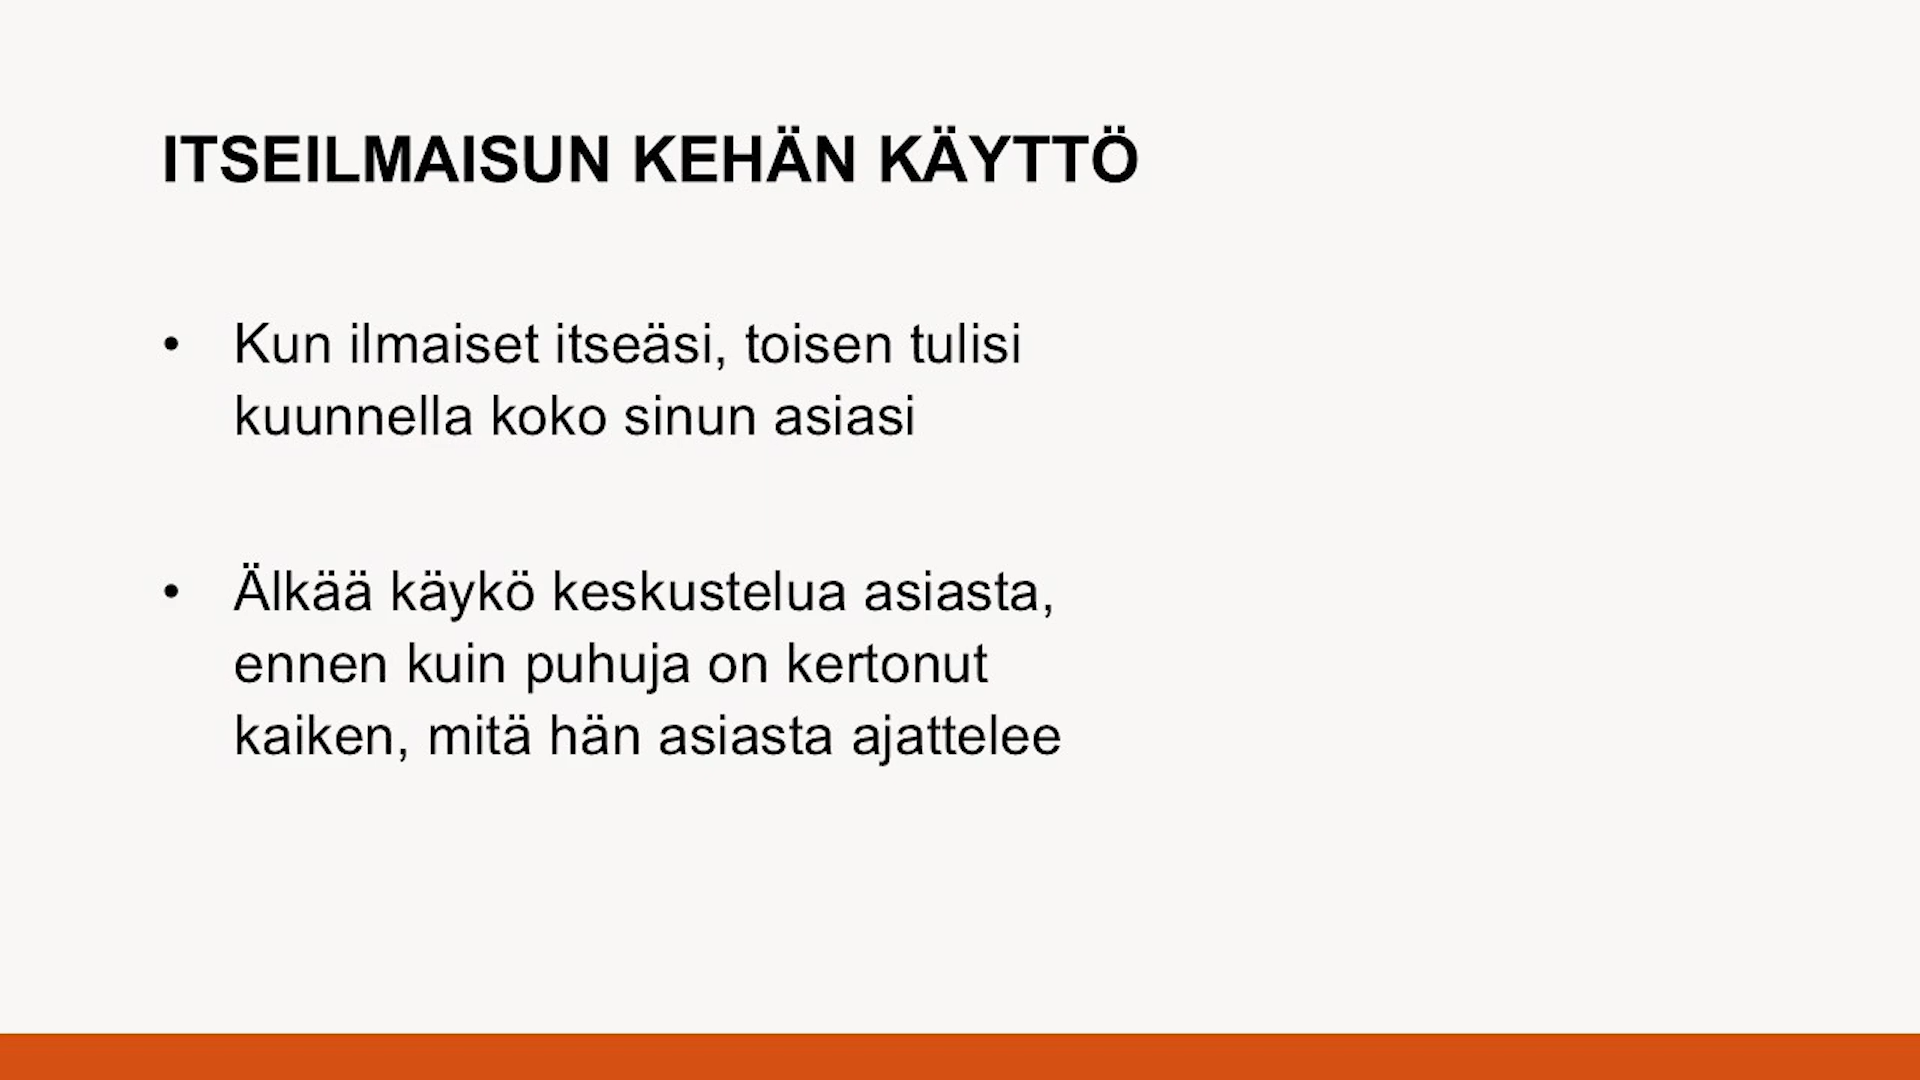 ITSEILMAISUN KEHÄN KÄYTTÖ
• Kun ilmaiset itseäsi, toisen tulisi
kuunnella koko sinun asiasi
• Älkää käykö keskustelua asiasta,
ennen kuin puhuja on kertonut
kaiken, mitä hän asiasta ajattelee